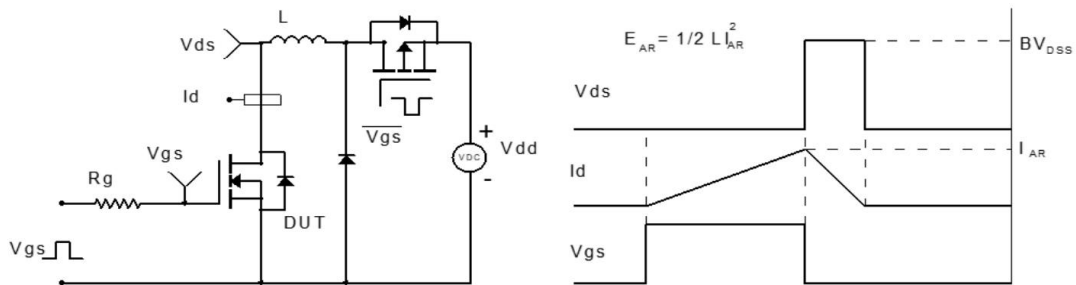 L
Vds
Id
Vgs
Vgs
Rg
DUT
Vgs
VDC
+
Vdd
-
E_AR = 1/2 LI_AR^2
BV_DSS
Vds
I_AR
Id
Vgs